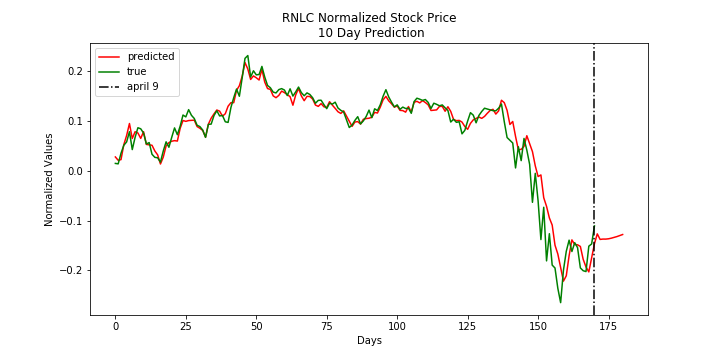 RNLC Normalized Stock Price
10 Day Prediction
predicted
true
april 9
Normalized Values
0.2
0.1
0.0
−0.1
−0.2
0
25
50
75
100
125
150
175
Days